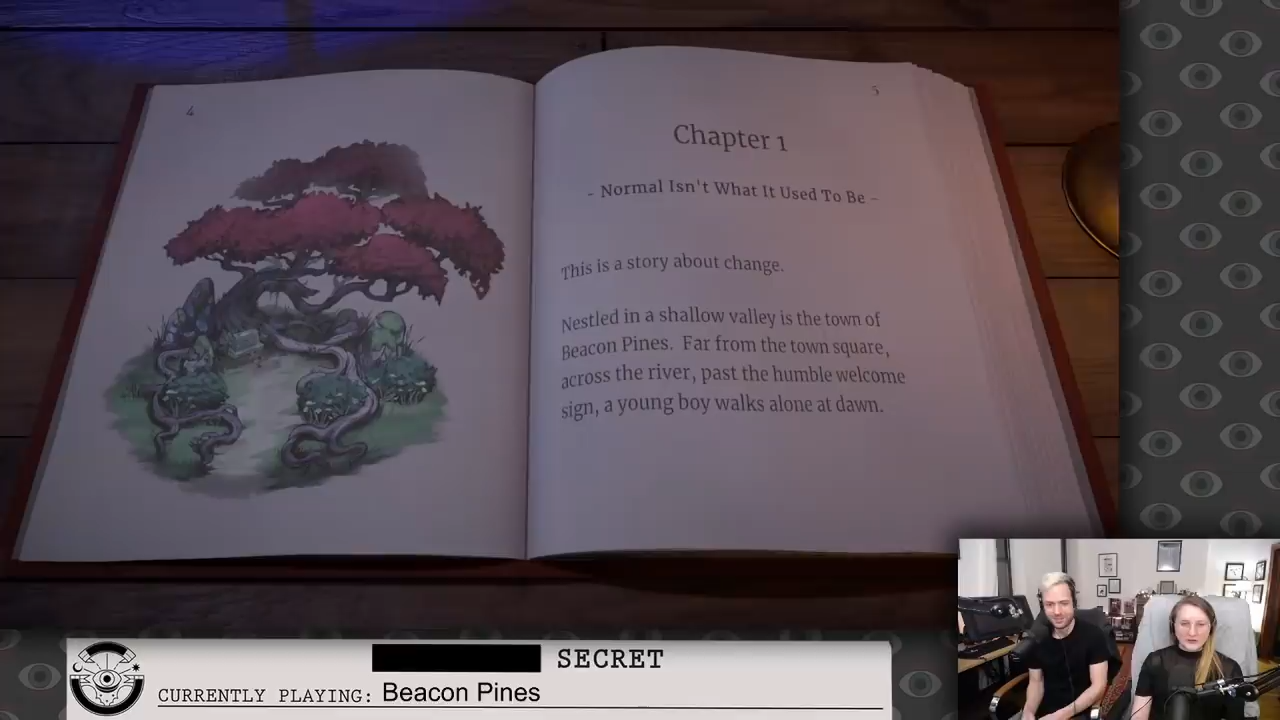 4
5
Chapter 1
- Normal Isn't What It Used To Be -
This is a story about change.
Nestled in a shallow valley is the town of
Beacon Pines. Far from the town square,
across the river, past the humble welcome
sign, a young boy walks alone at dawn.
SECRET
CURRENTLY PLAYING: Beacon Pines